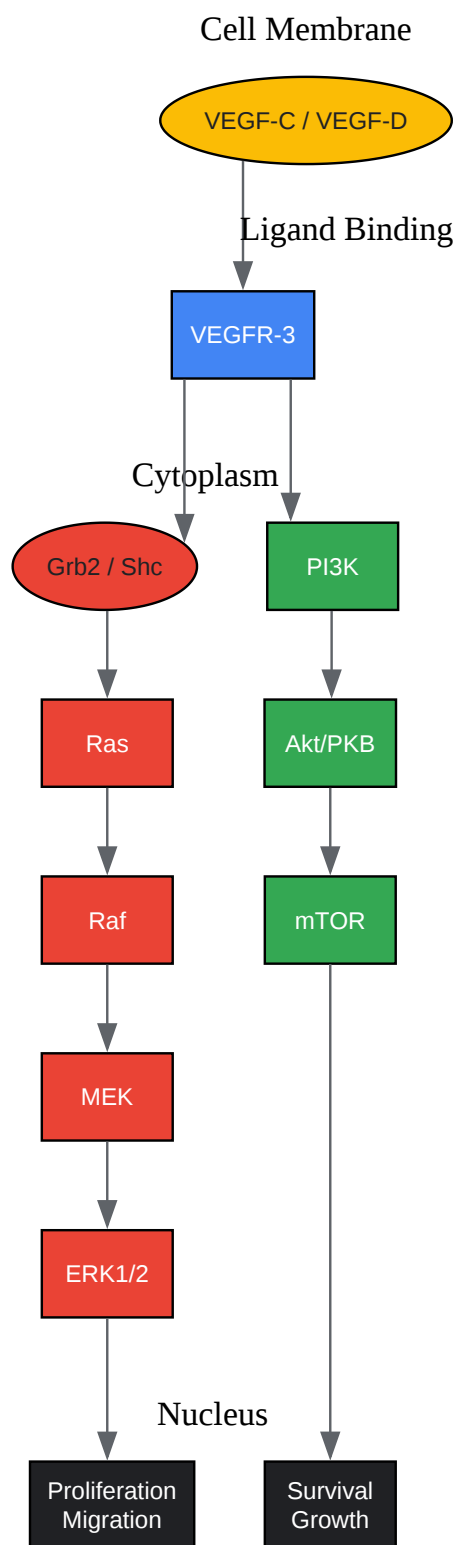 Cell Membrane
VEGF-C / VEGF-D
Ligand Binding
VEGFR-3
Cytoplasm
Grb2 / Shc
PI3K
Ras
Akt/PKB
Raf
mTOR
MEK
ERK1/2
Nucleus
Proliferation
Migration
Survival
Growth